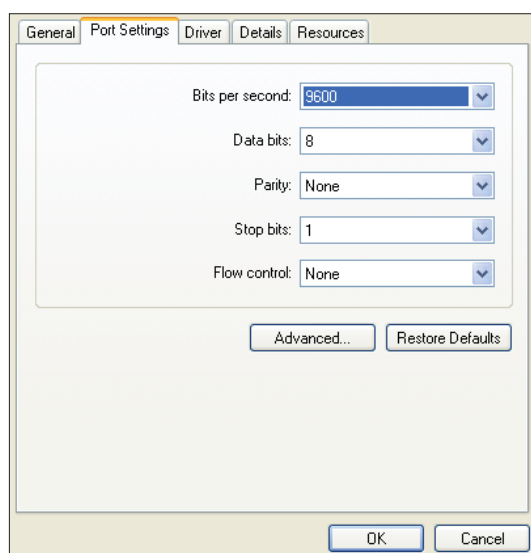 General Port Settings Driver Details Resources
Bits per second: 9600
Data bits: 8
Parity: None
Stop bits: 1
Flow control: None
Advanced... Restore Defaults
OK Cancel